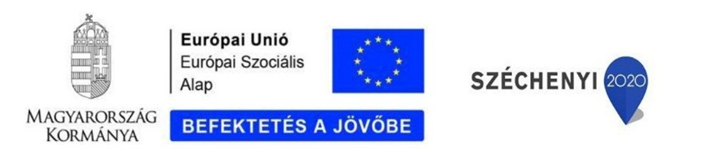 MAGYARORSZÁG
KORMÁNYA
Európai Unió
Európai Szociális
Alap
BEFEKTETÉS A JÖVŐBE
SZÉCHENYI 2020